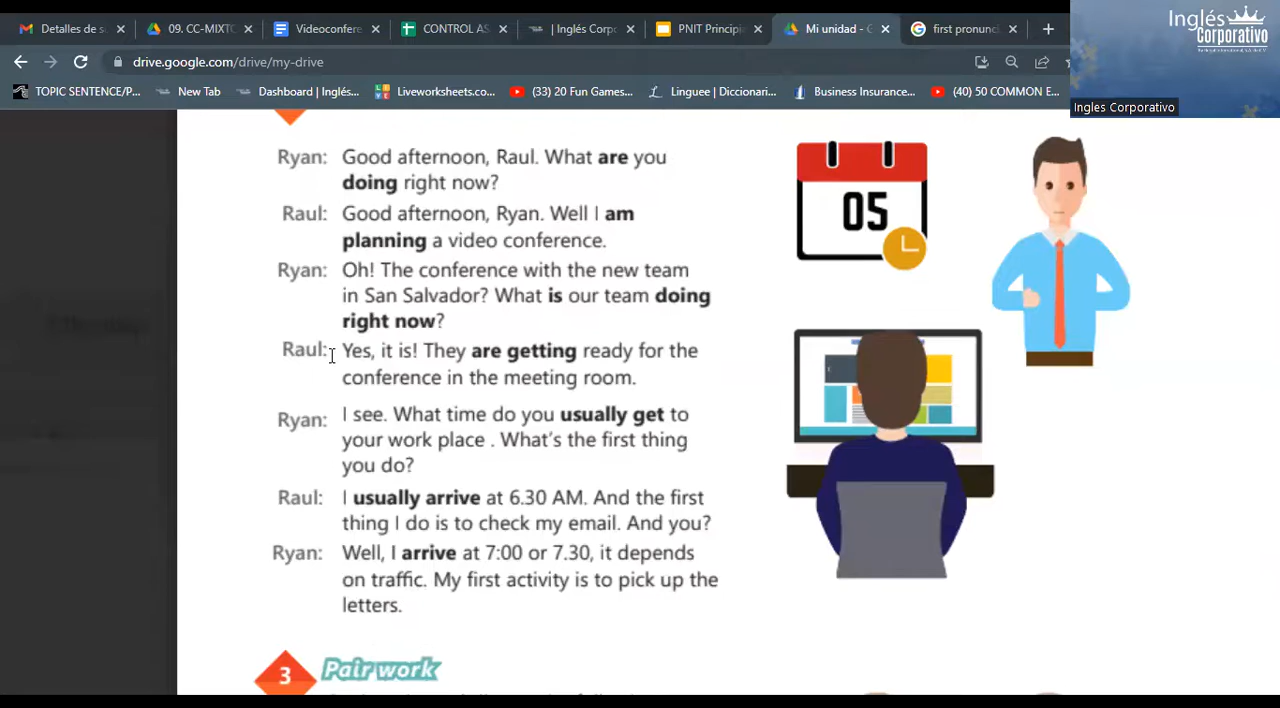 Detalles de su
09. CC-MIXTO
Videoconfere
CONTROL AS
| Inglés Corpo
PNIT Principi
Mi unidad - G
first pronunci
Inglés
Corporativo
drive.google.com/drive/my-drive
TOPIC SENTENCE/P...
New Tab
Dashboard | Inglés...
Liveworksheets.co...
(33) 20 Fun Games...
Linguee | Diccionari...
Business Insurance...
(40) 50 COMMON E...
Ingles Corporativo
Ryan: Good afternoon, Raul. What are you
doing right now?
Raul: Good afternoon, Ryan. Well I am
planning a video conference.
Ryan: Oh! The conference with the new team
in San Salvador? What is our team doing
right now?
Raul: Yes, it is! They are getting ready for the
conference in the meeting room.
Ryan: I see. What time do you usually get to
your work place . What's the first thing
you do?
Raul: I usually arrive at 6.30 AM. And the first
thing I do is to check my email. And you?
Ryan: Well, I arrive at 7:00 or 7.30, it depends
on traffic. My first activity is to pick up the
letters.
05
3 Pair work